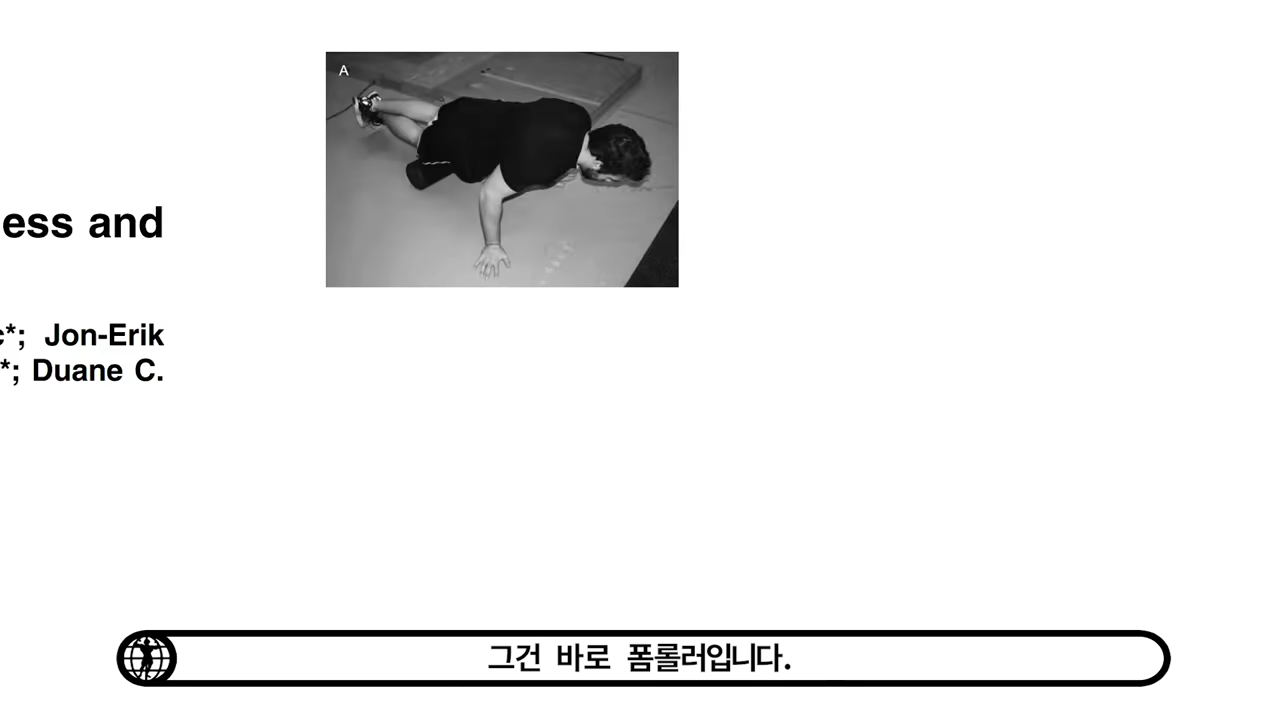 A
ess and
c*; Jon-Erik
*; Duane C.
그건 바로 폼롤러입니다.